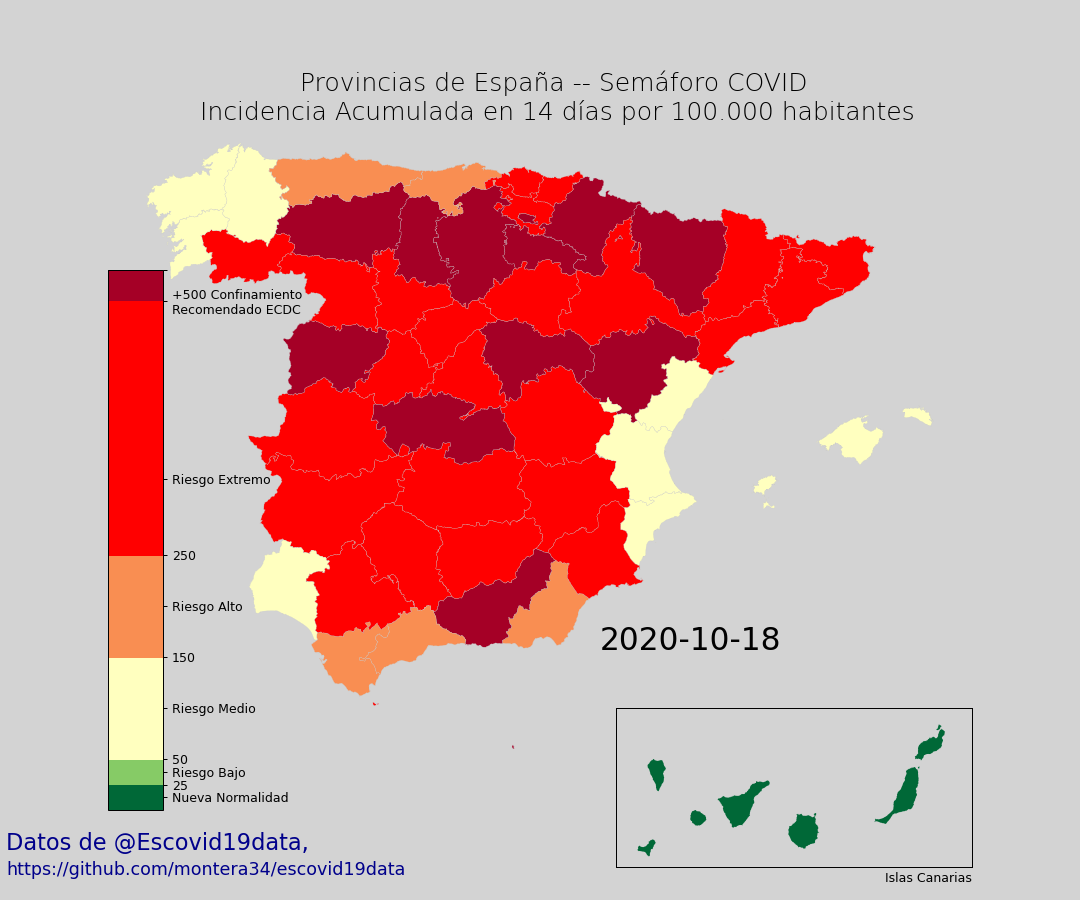 Provincias de España -- Semáforo COVID
Incidencia Acumulada en 14 días por 100.000 habitantes
+500 Confinamiento
Recomendado ECDC
Riesgo Extremo
250
Riesgo Alto
150
Riesgo Medio
50
Riesgo Bajo
25
Nueva Normalidad
2020-10-18
Islas Canarias
Datos de @Escovid19data,
https://github.com/montera34/escovid19data